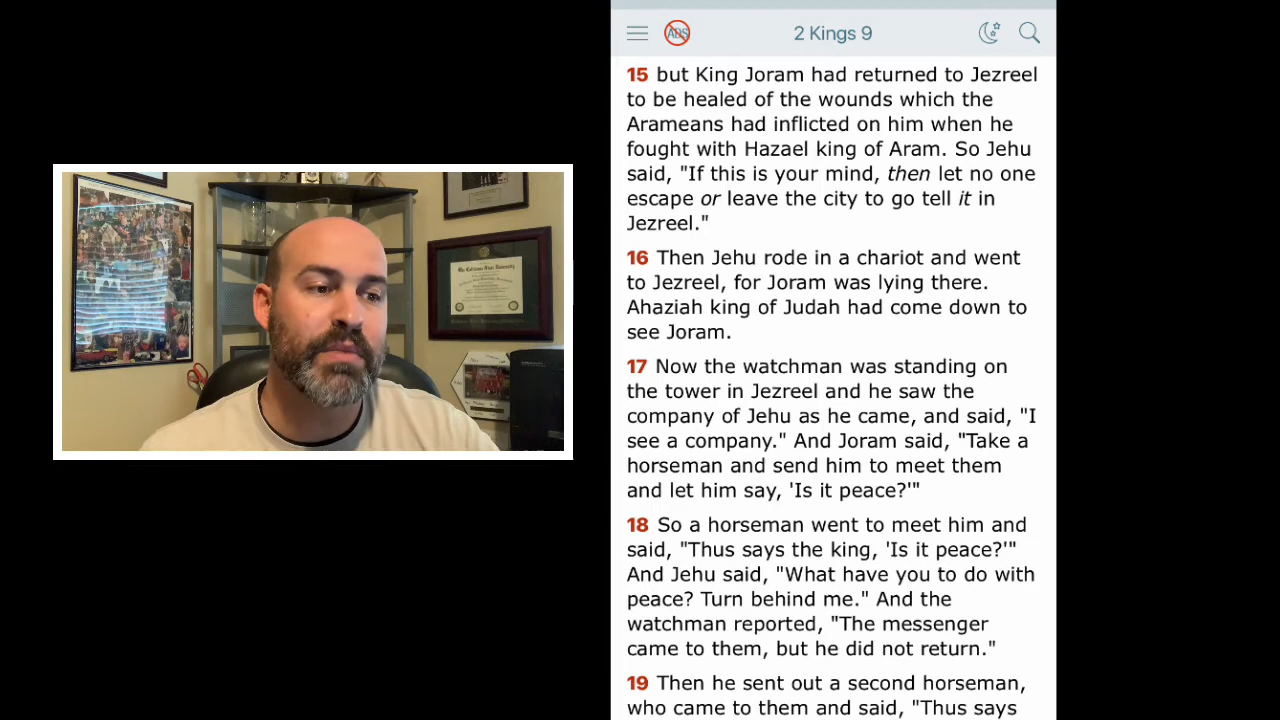 ADS
2 Kings 9
15 but King Joram had returned to Jezreel
to be healed of the wounds which the
Arameans had inflicted on him when he
fought with Hazael king of Aram. So Jehu
said, "If this is your mind, then let no one
escape or leave the city to go tell it in
Jezreel."
16 Then Jehu rode in a chariot and went
to Jezreel, for Joram was lying there.
Ahaziah king of Judah had come down to
see Joram.
17 Now the watchman was standing on
the tower in Jezreel and he saw the
company of Jehu as he came, and said, "I
see a company." And Joram said, "Take a
horseman and send him to meet them
and let him say, 'Is it peace?'"
18 So a horseman went to meet him and
said, "Thus says the king, 'Is it peace?'"
And Jehu said, "What have you to do with
peace? Turn behind me." And the
watchman reported, "The messenger
came to them, but he did not return."
19 Then he sent out a second horseman,
who came to them and said, "Thus says